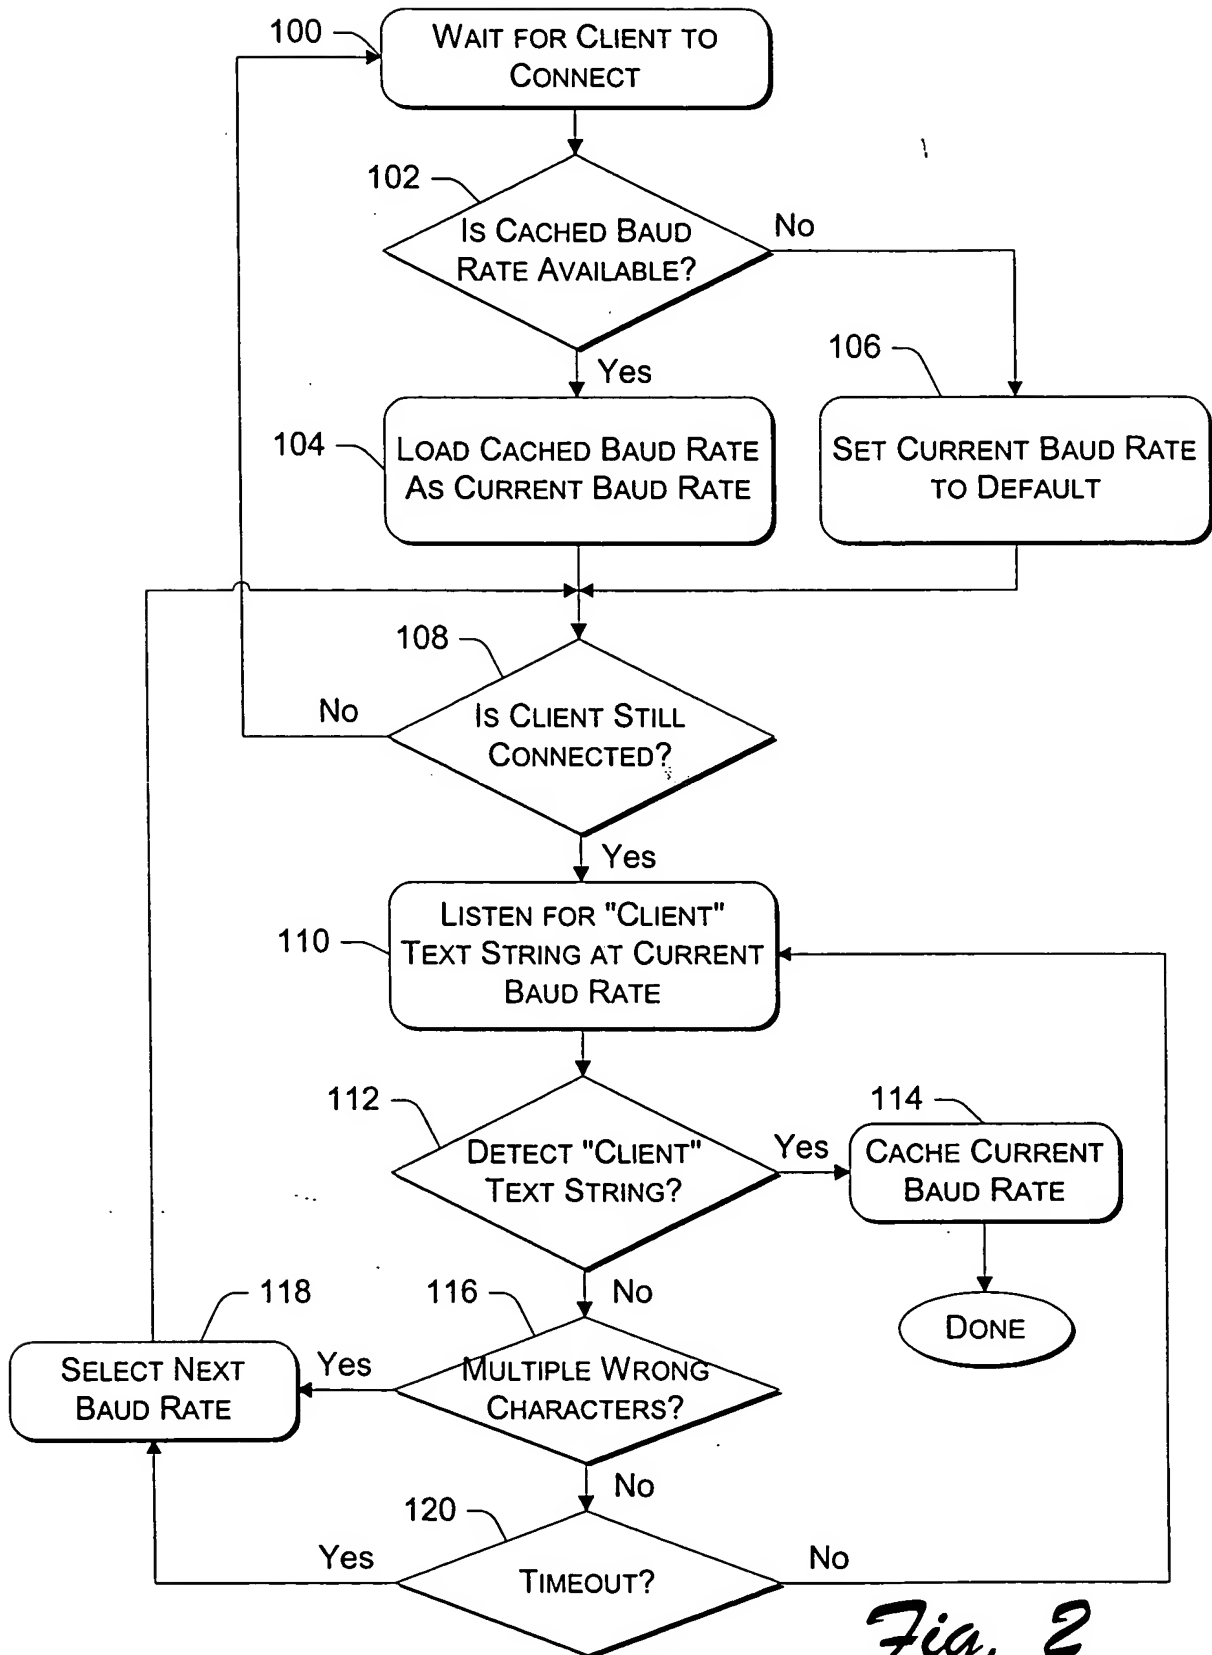 100
WAIT FOR CLIENT TO
CONNECT
102
IS CACHED BAUD
RATE AVAILABLE?
No
Yes
106
104
LOAD CACHED BAUD RATE
AS CURRENT BAUD RATE
SET CURRENT BAUD RATE
TO DEFAULT
108
No
IS CLIENT STILL
CONNECTED?
Yes
110
LISTEN FOR "CLIENT"
TEXT STRING AT CURRENT
BAUD RATE
112
DETECT "CLIENT"
TEXT STRING?
Yes
114
CACHE CURRENT
BAUD RATE
No
DONE
116
118
MULTIPLE WRONG
CHARACTERS?
Yes
SELECT NEXT
BAUD RATE
No
120
Yes
TIMEOUT?
No
Fig. 2